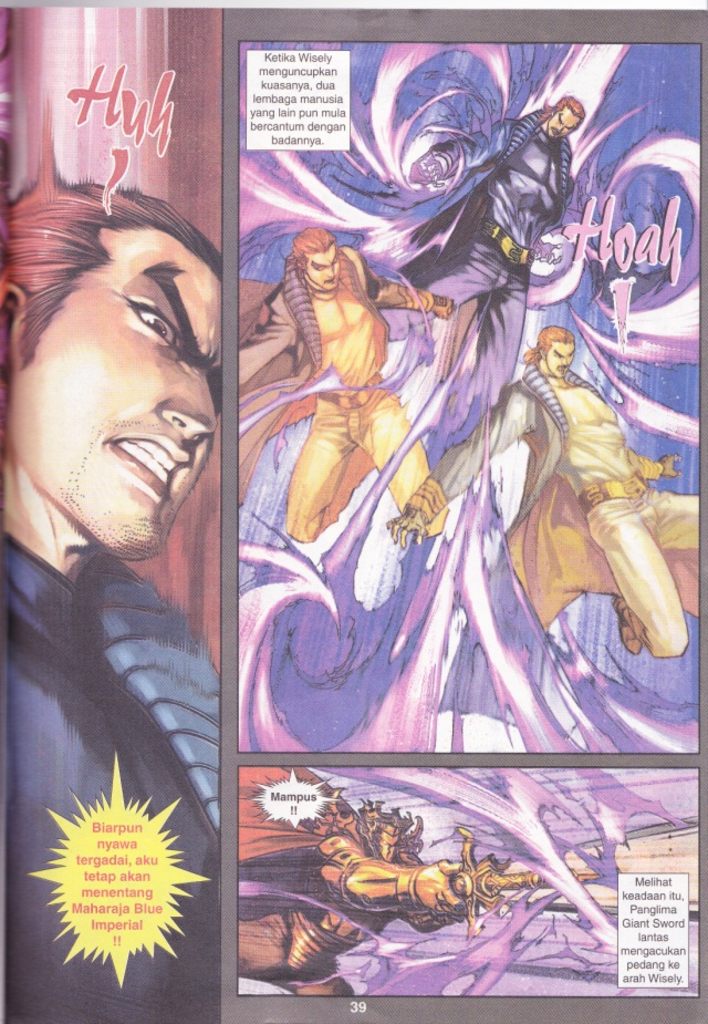 Huh
!
Biarpun
nyawa
tergadai, aku
tetap akan
menentang
Maharaja Blue
Imperial
!!
Ketika Wisely
menguncupkan
kuasanya, dua
lembaga manusia
yang lain pun mula
bercantum dengan
badannya.
Hoah
!
Mampus
!!
Melihat
keadaan itu,
Panglima
Giant Sword
lantas
mengacukan
pedang ke
arah Wisely.
39